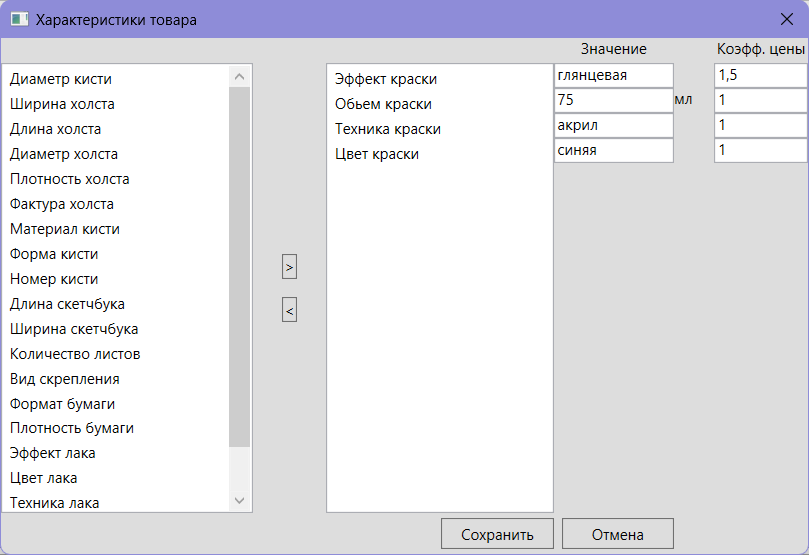 Характеристики товара
Значение Коэфф. цены
Диаметр кисти
Ширина холста
Длина холста
Диаметр холста
Плотность холста
Фактура холста
Материал кисти
Форма кисти
Номер кисти
Длина скетчбука
Ширина скетчбука
Количество листов
Вид скрепления
Формат бумаги
Плотность бумаги
Эффект лака
Цвет лака
Техника лака
>
<
Эффект краски глянцевая 1,5
Обьем краски 75 мл 1
Техника краски акрил 1
Цвет краски синяя 1
Сохранить Отмена